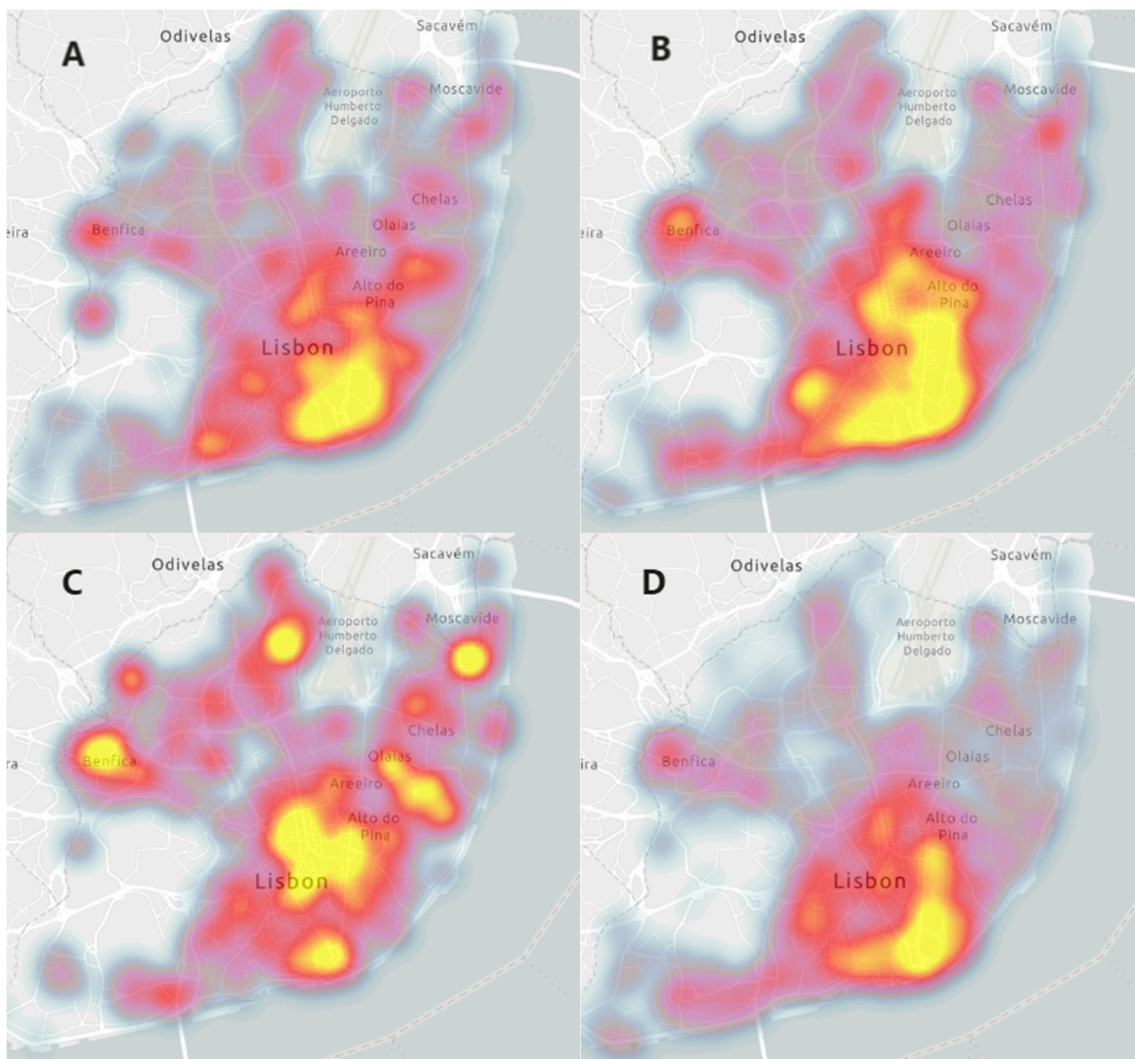 A
Odivelas
Sacavém
Aeroporto
Humberto
Delgado
Moscavide
Chelas
Benfica
Olaias
eira
Areeiro
Alto do
Pina
Lisbon
B
Odivelas
Sacavém
Aeroporto
Humberto
Delgado
Moscavide
Chelas
Benfica
Olaias
ira
Areeiro
Alto do
Pina
Lisbon
C
Odivelas
Sacavém
Aeroporto
Humberto
Delgado
Moscavide
Chelas
Benfica
Olaias
ra
Areeiro
Alto do
Pina
Lisbon
D
Odivelas
Sacavém
Aeroporto
Humberto
Delgado
Moscavide
Chelas
Benfica
Olaias
ira
Areeiro
Alto do
Pina
Lisbon